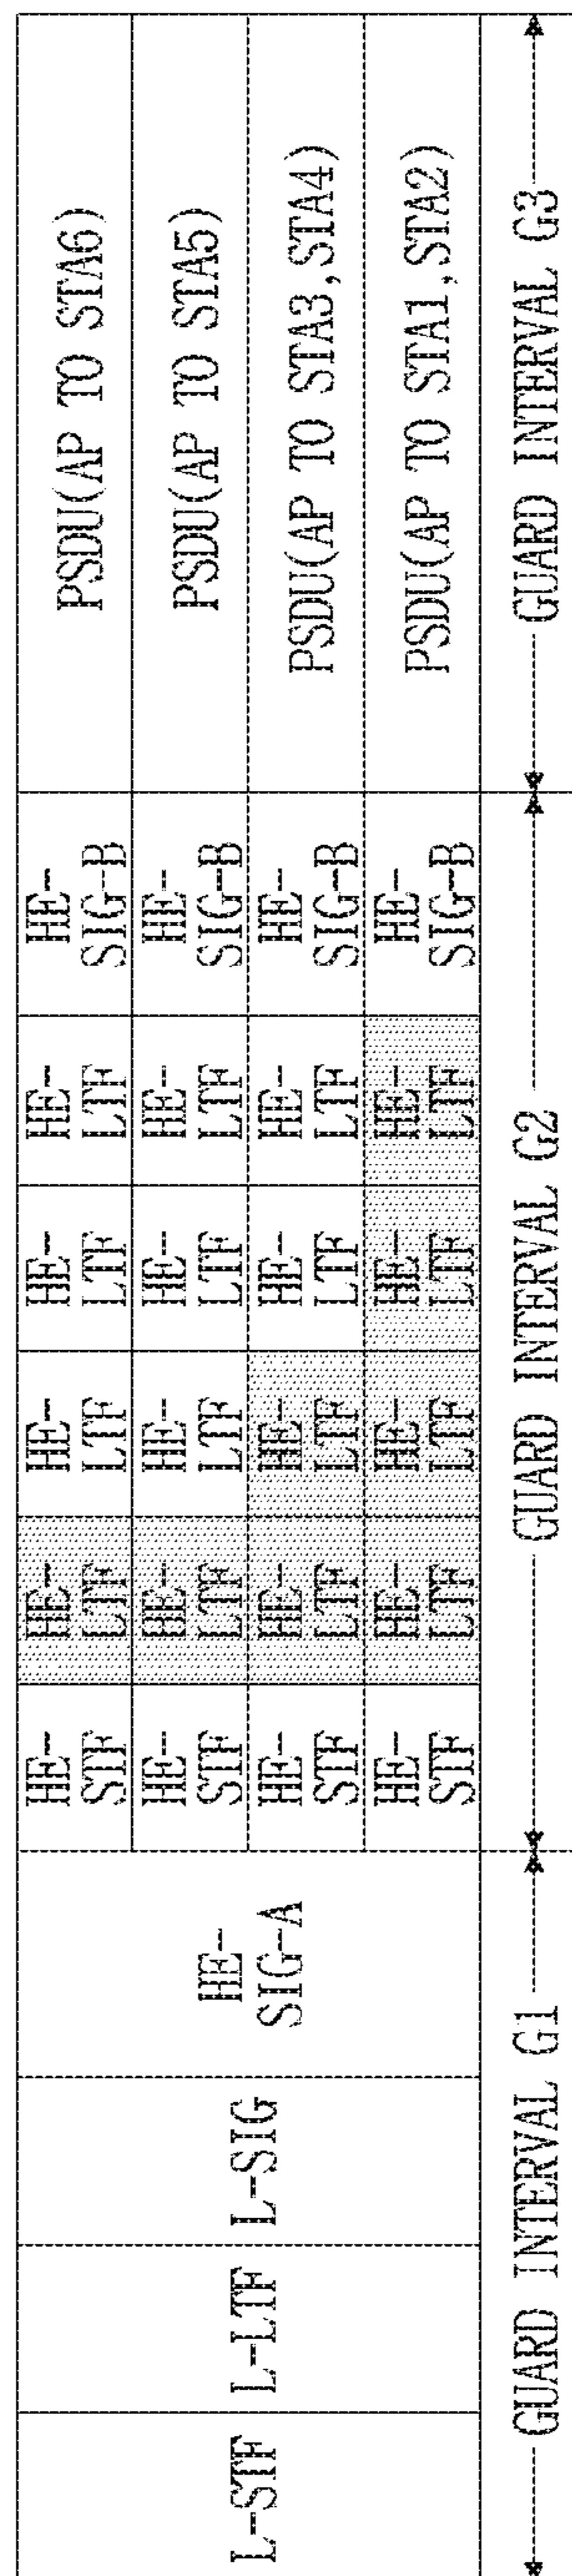 L-STF
L-LTF
L-SIG
HE-
SIG-A
HE-
STF
HE-
LTF
HE-
LTF
HE-
LTF
HE-
LTF
HE-
SIG-B
PSDU(AP TO STA6)
HE-
STF
HE-
LTF
HE-
LTF
HE-
LTF
HE-
LTF
HE-
SIG-B
PSDU(AP TO STA5)
HE-
STF
HE-
LTF
HE-
LTF
HE-
LTF
HE-
LTF
HE-
SIG-B
PSDU(AP TO STA3,STA4)
HE-
STF
HE-
LTF
HE-
LTF
HE-
LTF
HE-
LTF
HE-
SIG-B
PSDU(AP TO STA1,STA2)
GUARD INTERVAL G1
GUARD INTERVAL G2
GUARD INTERVAL G3